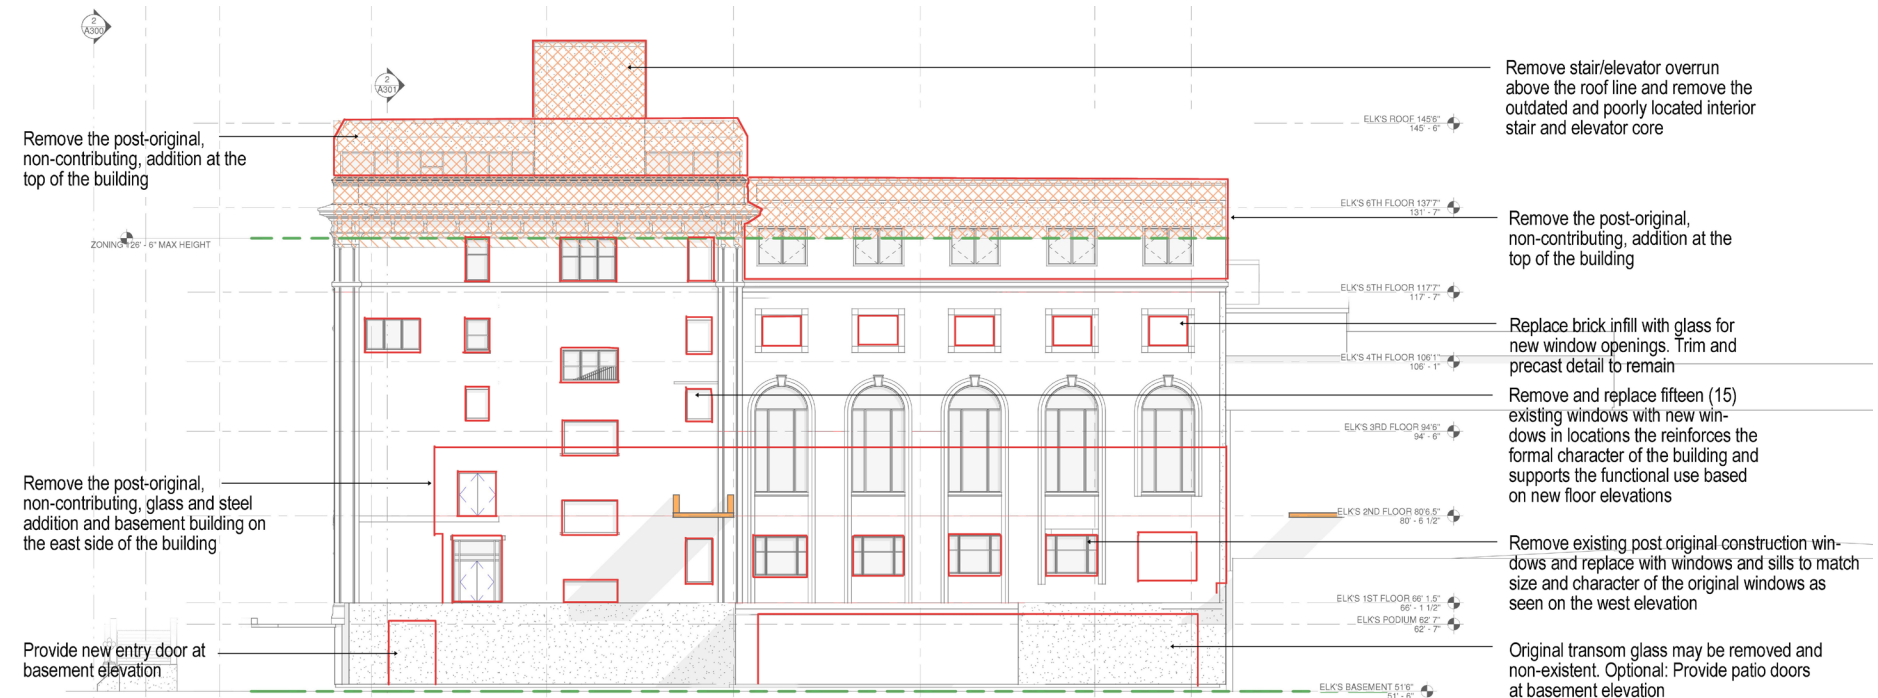 2
A300
2
A301
Remove the post-original,
non-contributing, addition at the
top of the building
ZONING 126' - 6" MAX HEIGHT
Remove the post-original,
non-contributing, glass and steel
addition and basement building on
the east side of the building
Provide new entry door at
basement elevation
ELK'S ROOF 145'6"
145' - 6"
ELK'S 6TH FLOOR 137'7"
131' - 7"
ELK'S 5TH FLOOR 117'7"
117' - 7"
ELK'S 4TH FLOOR 106'1"
106' - 1"
ELK'S 3RD FLOOR 94'6"
94' - 6"
ELK'S 2ND FLOOR 80'6.5"
80' - 6 1/2"
ELK'S 1ST FLOOR 66' 1.5"
66' - 1 1/2"
ELK'S PODIUM 62' 7"
62' - 7"
ELK'S BASEMENT 51'6"
51' - 6"
Remove stair/elevator overrun
above the roof line and remove the
outdated and poorly located interior
stair and elevator core
Remove the post-original,
non-contributing, addition at the
top of the building
Replace brick infill with glass for
new window openings. Trim and
precast detail to remain
Remove and replace fifteen (15)
existing windows with new win-
dows in locations the reinforces the
formal character of the building and
supports the functional use based
on new floor elevations
Remove existing post original construction win-
dows and replace with windows and sills to match
size and character of the original windows as
seen on the west elevation
Original transom glass may be removed and
non-existent. Optional: Provide patio doors
at basement elevation